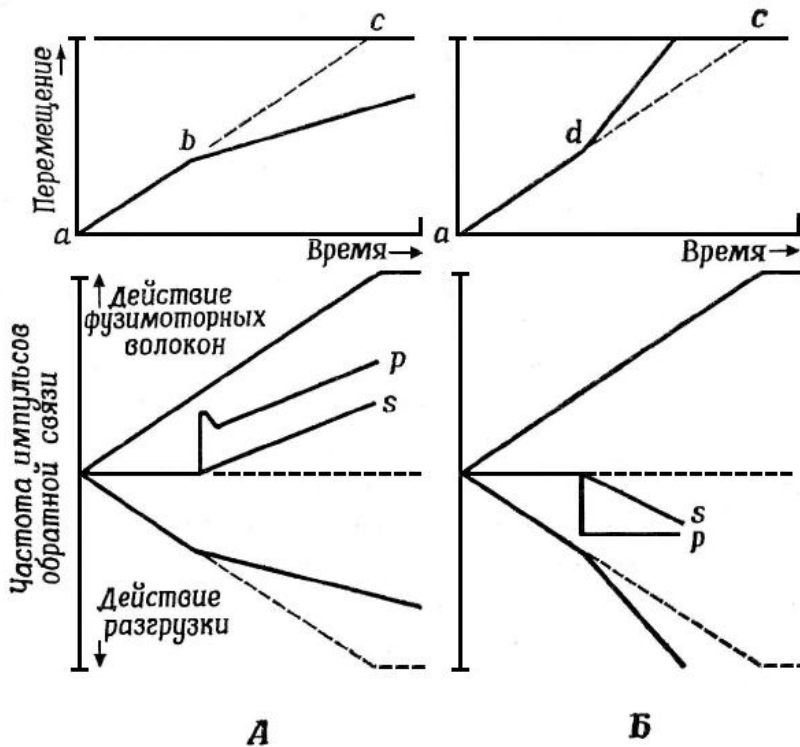 c
Перемещение
b
a
Время
c
d
a
Время
Частота импульсов
обратной связи
Действие
фузимоторных
волокон
p
s
Действие
разгрузки
s
p
А
Б